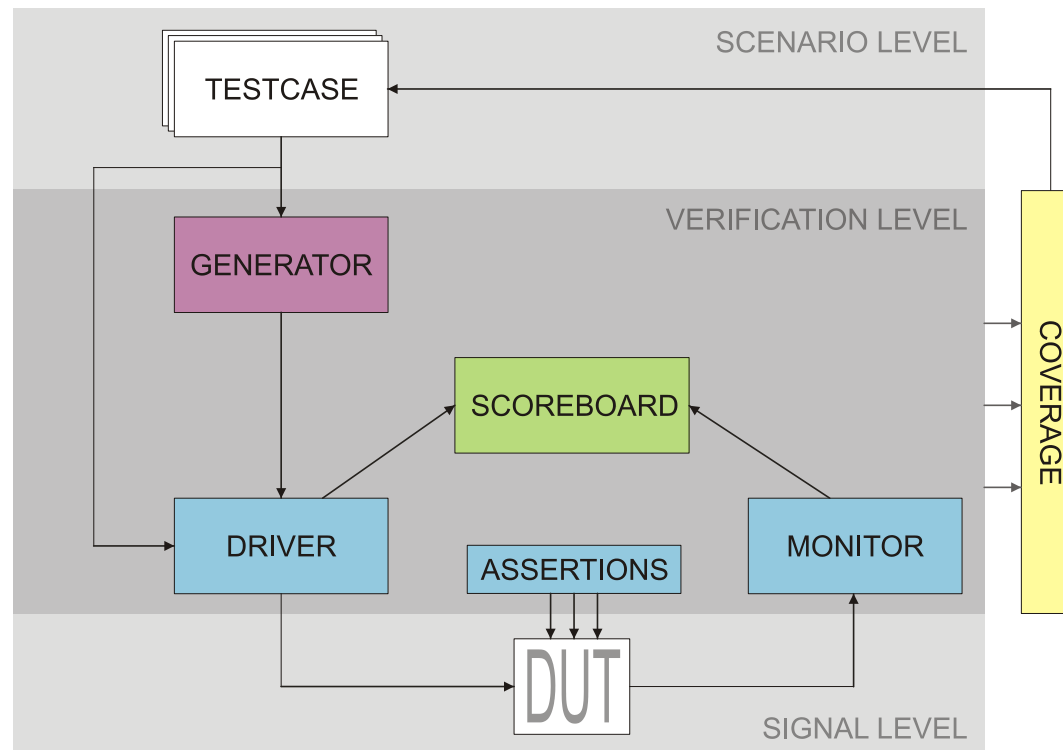 SCENARIO LEVEL
TESTCASE
VERIFICATION LEVEL
GENERATOR
COVERAGE
SCOREBOARD
DRIVER
ASSERTIONS
MONITOR
DUT
SIGNAL LEVEL